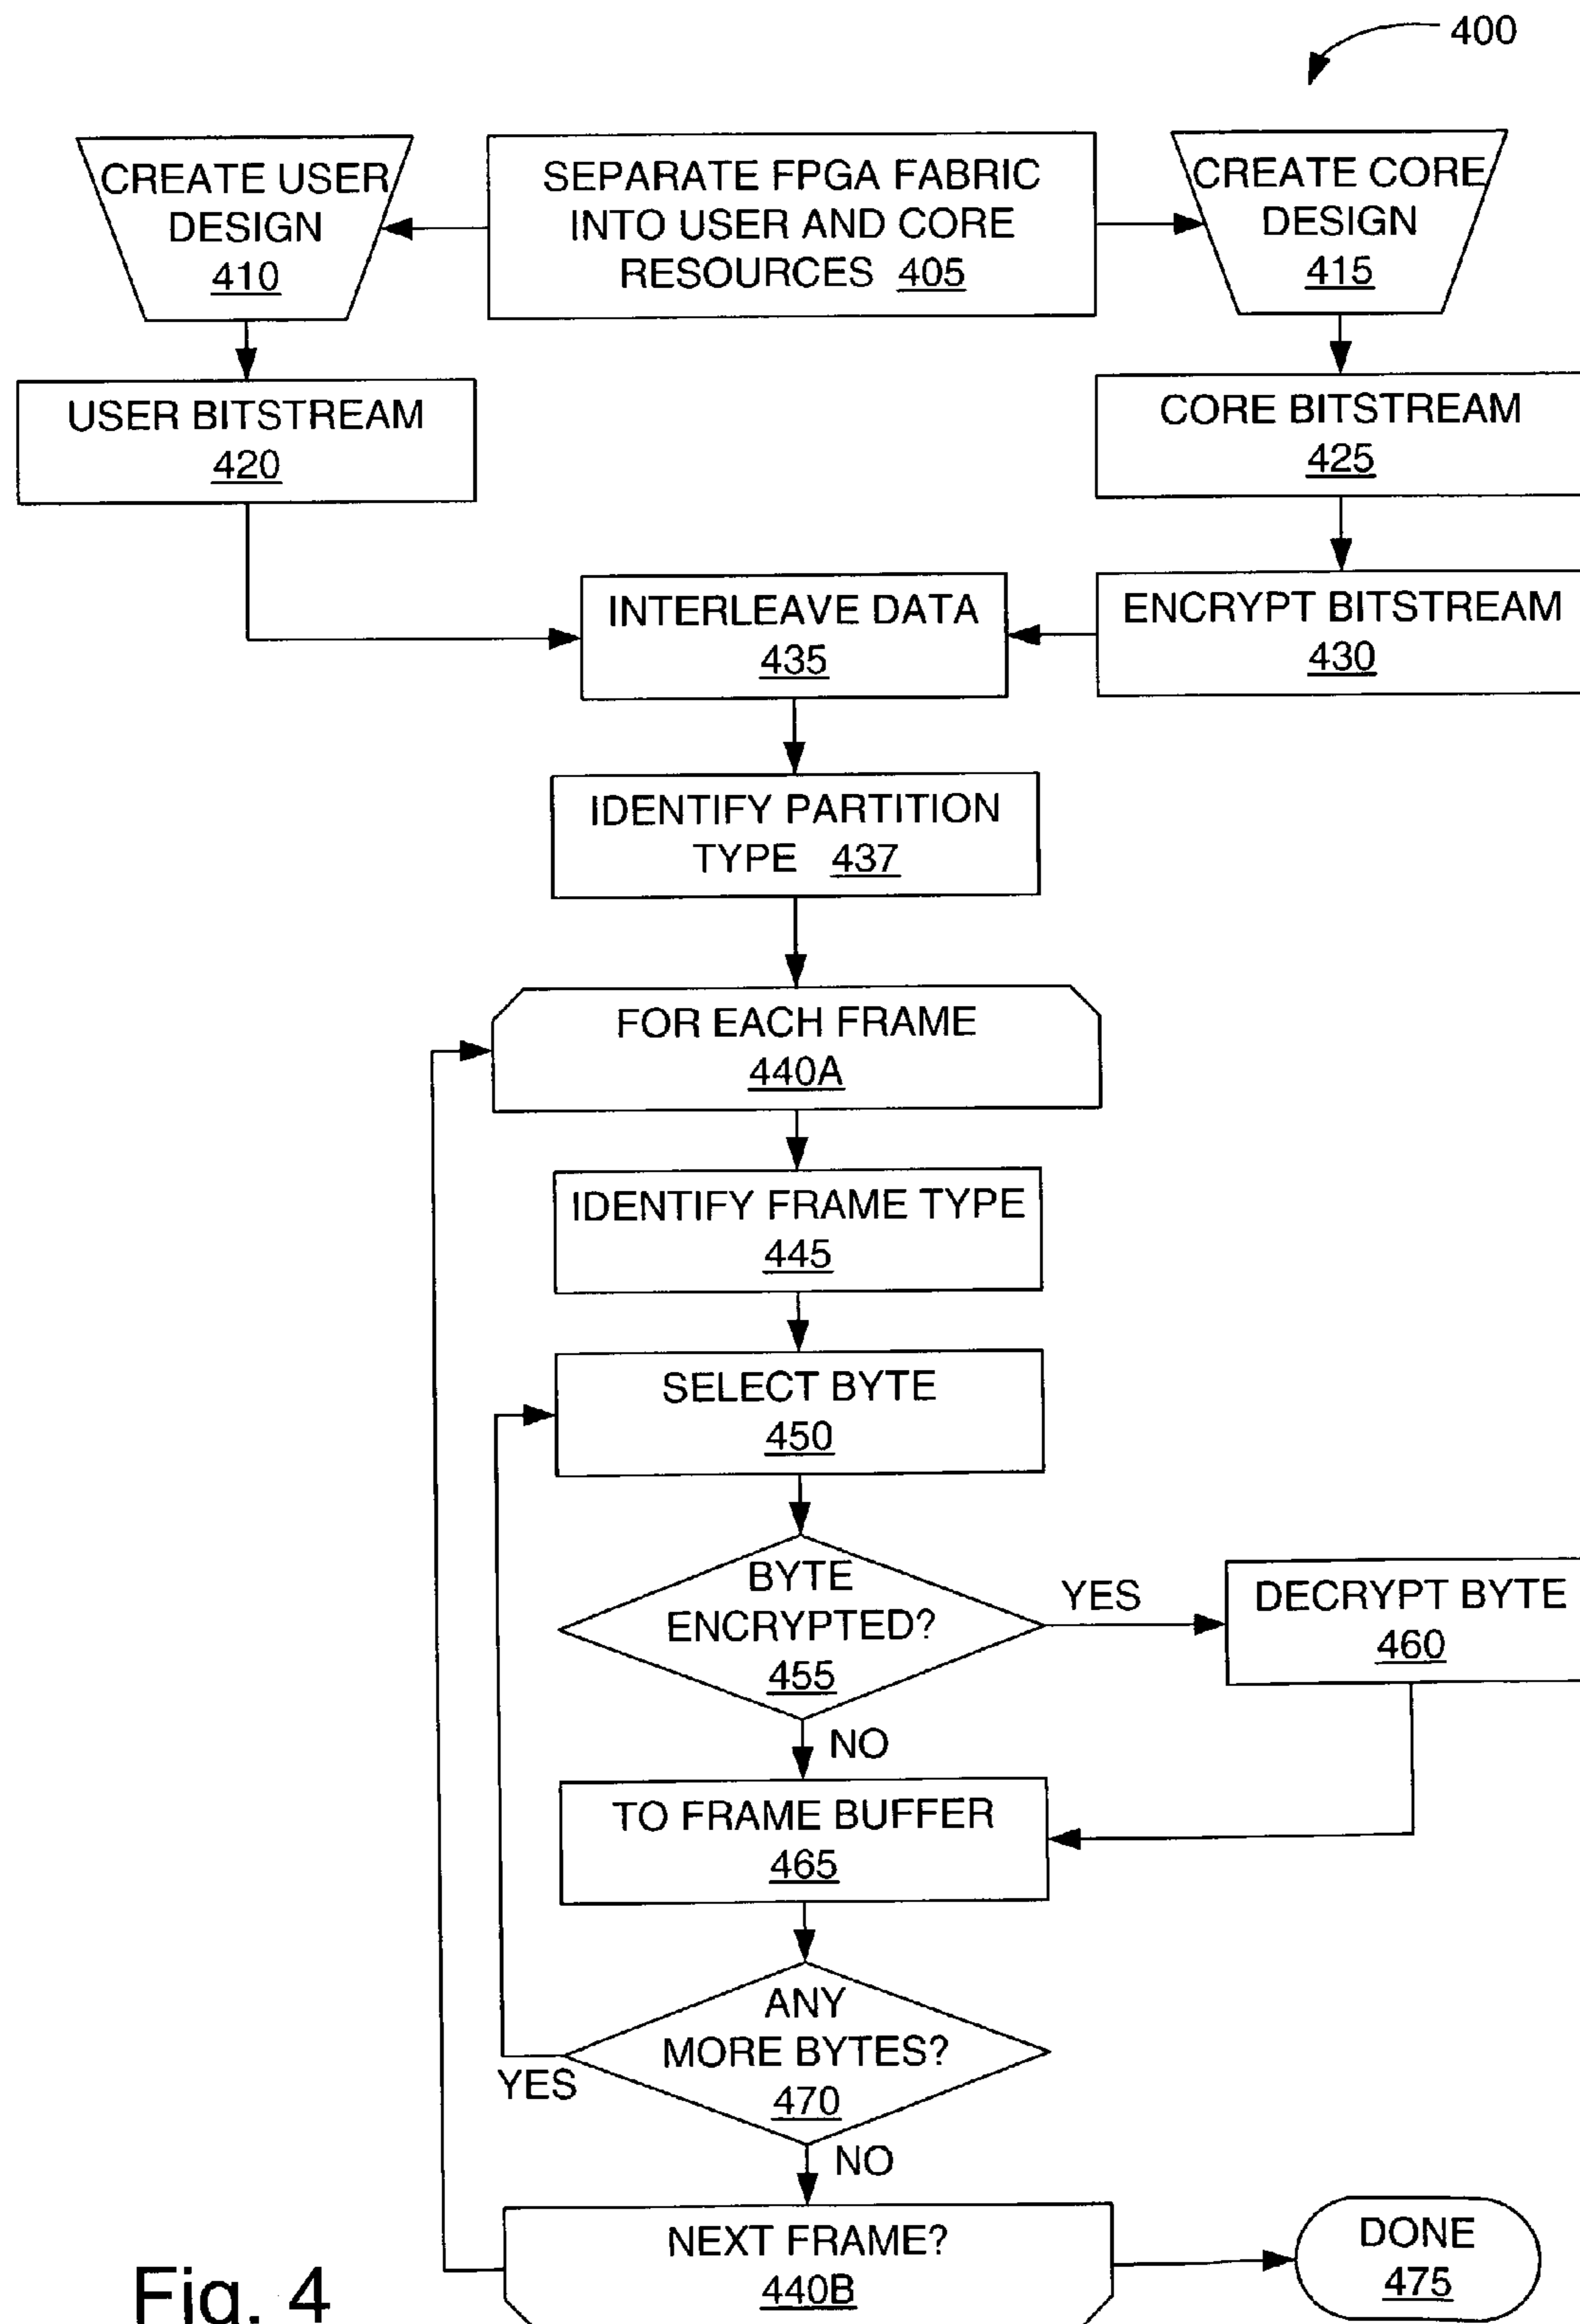 400
CREATE USER
DESIGN
410
SEPARATE FPGA FABRIC
INTO USER AND CORE
RESOURCES 405
CREATE CORE
DESIGN
415
USER BITSTREAM
420
CORE BITSTREAM
425
INTERLEAVE DATA
435
ENCRYPT BITSTREAM
430
IDENTIFY PARTITION
TYPE 437
FOR EACH FRAME
440A
IDENTIFY FRAME TYPE
445
SELECT BYTE
450
BYTE
ENCRYPTED?
455
YES
DECRYPT BYTE
460
NO
TO FRAME BUFFER
465
ANY
MORE BYTES?
470
YES
NO
NEXT FRAME?
440B
DONE
475
Fig. 4